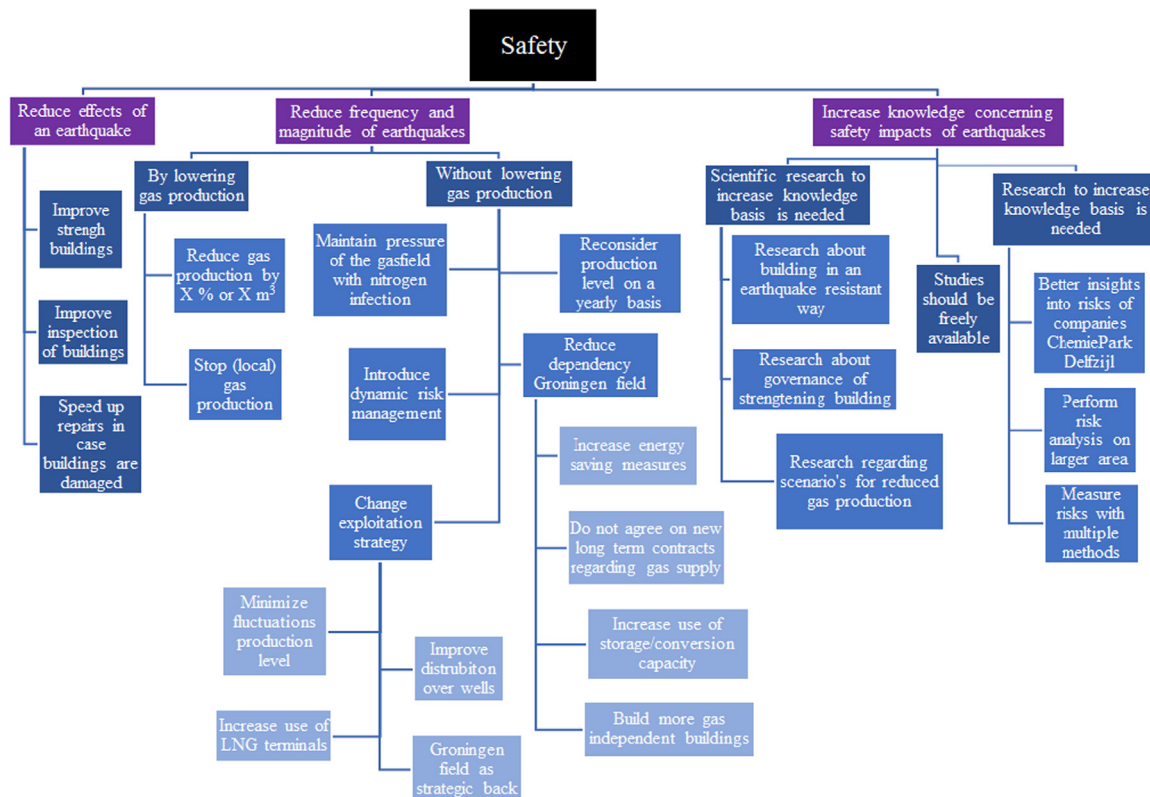 Safety
Reduce effects of
an earthquake
Reduce frequency and
magnitude of earthquakes
Increase knowledge concerning
safety impacts of earthquakes
By lowering
gas production
Without lowering
gas production
Scientific research to
increase knowledge
basis is needed
Research to increase
knowledge basis is
needed
Improve
strengh
buildings
Improve
inspection
of buildings
Speed up
repairs in
case
buildings are
damaged
Reduce gas
production by
X % or X m³
Stop (local)
gas
production
Maintain pressure
of the gasfield
with nitrogen
infection
Reconsider
production
level on a
yearly basis
Introduce
dynamic risk
management
Reduce
dependency
Groningen field
Change
exploitation
strategy
Increase energy
saving measures
Do not agree on new
long term contracts
regarding gas supply
Increase use of
storage/conversion
capacity
Build more gas
independent buildings
Minimize
fluctuations
production
level
Improve
distrubiton
over wells
Increase use of
LNG terminals
Groningen
field as
strategic back
Research about
building in an
earthquake resistant
way
Research about
governance of
strengtening building
Research regarding
scenario's for reduced
gas production
Studies
should be
freely
available
Better insights
into risks of
companies
ChemiePark
Delfzijl
Perform
risk
analysis on
larger area
Measure
risks with
multiple
methods